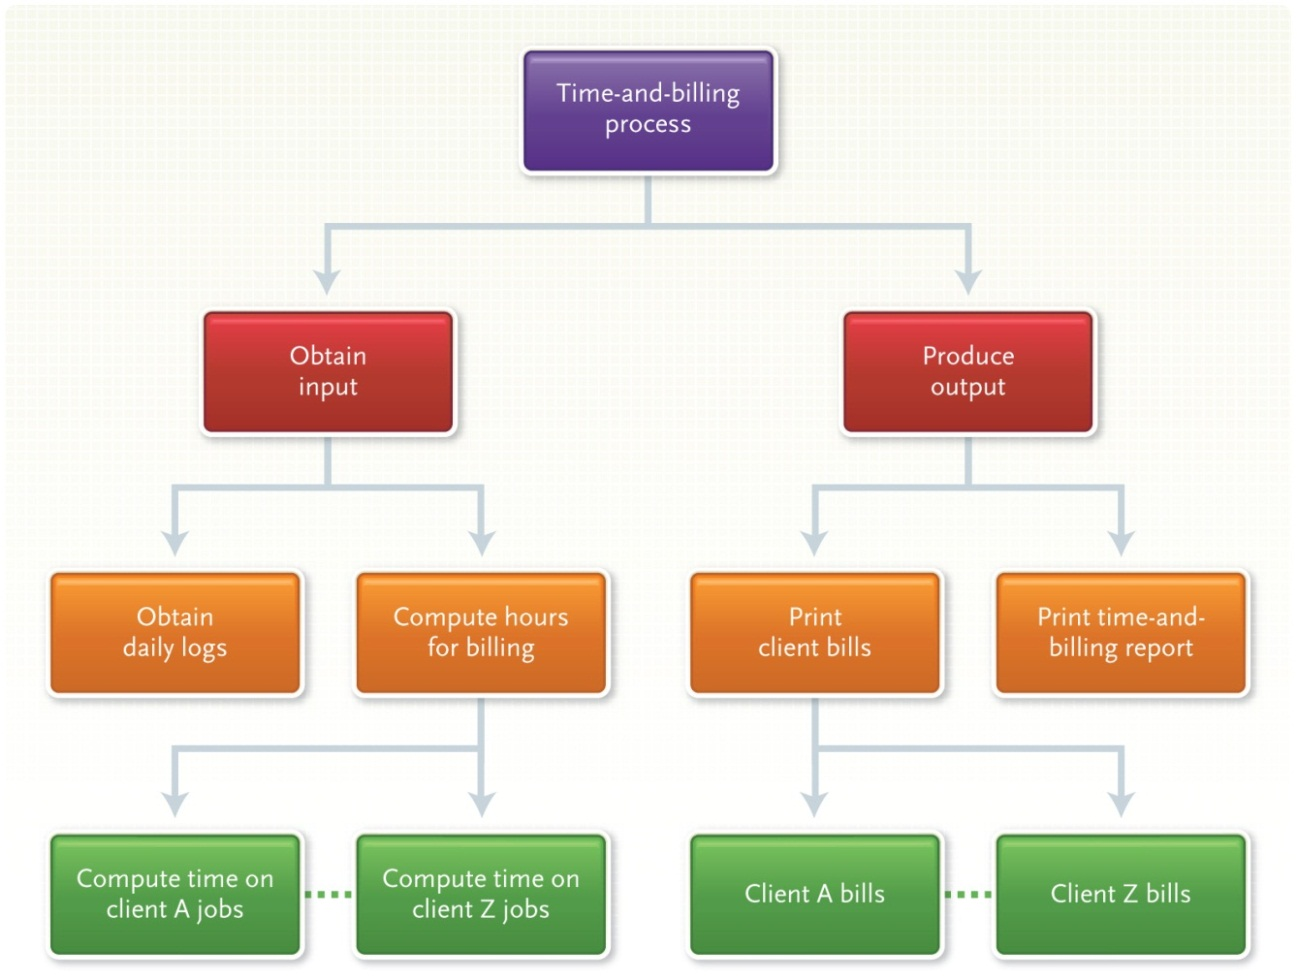 Time-and-billing
process
Obtain
input
Produce
output
Obtain
daily logs
Compute hours
for billing
Print
client bills
Print time-and-
billing report
Compute time on
client A jobs
Compute time on
client Z jobs
Client A bills
Client Z bills